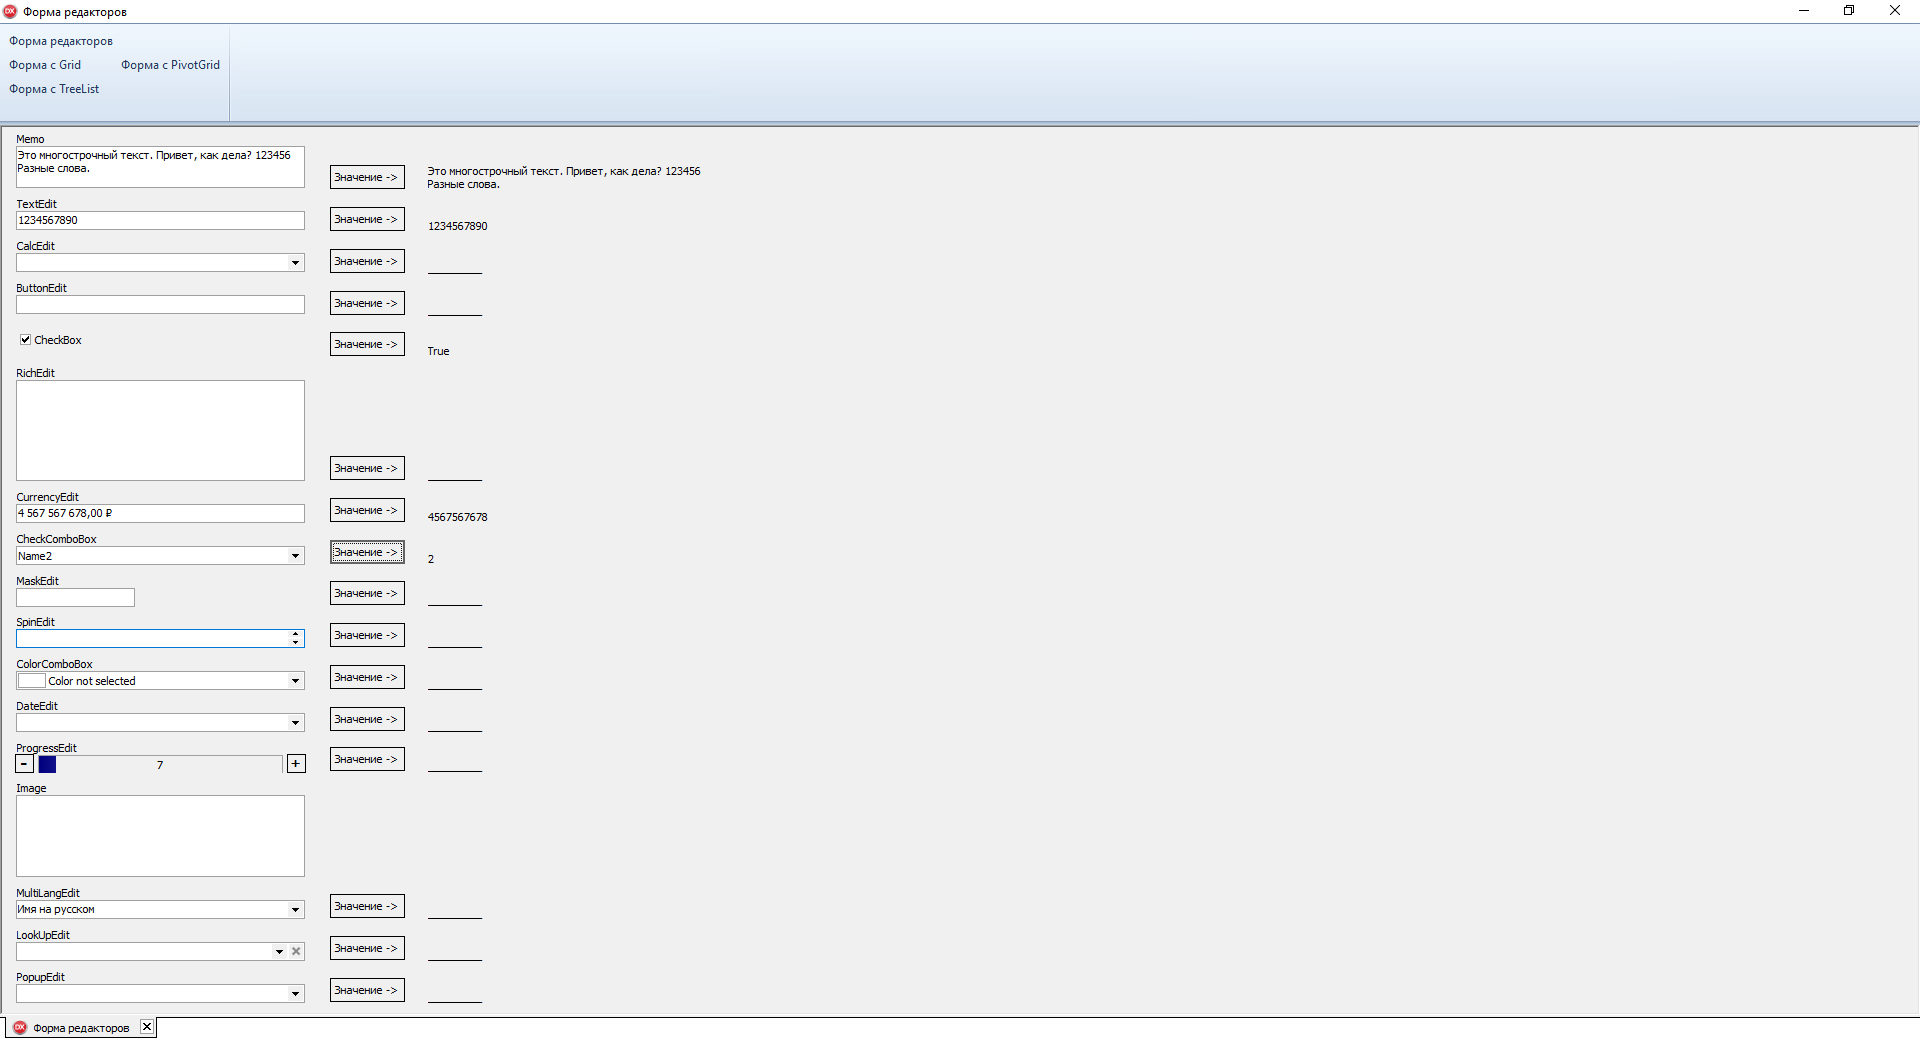 Форма редакторов
Форма редакторов
Форма с Grid
Форма с PivotGrid
Форма с TreeList
Memo
Это многострочный текст. Привет, как дела? 123456
Разные слова.
Значение ->
Это многострочный текст. Привет, как дела? 123456
Разные слова.
TextEdit
1234567890
Значение ->
1234567890
CalcEdit
Значение ->
ButtonEdit
Значение ->
CheckBox
Значение ->
True
RichEdit
Значение ->
CurrencyEdit
4 567 567 678,00 ₽
Значение ->
4567567678
CheckComboBox
Name2
Значение ->
2
MaskEdit
Значение ->
SpinEdit
Значение ->
ColorComboBox
Color not selected
Значение ->
DateEdit
Значение ->
ProgressEdit
- 7 +
Значение ->
Image
MultiLangEdit
Имя на русском
Значение ->
LookUpEdit
Значение ->
PopupEdit
Значение ->
DX Форма редакторов